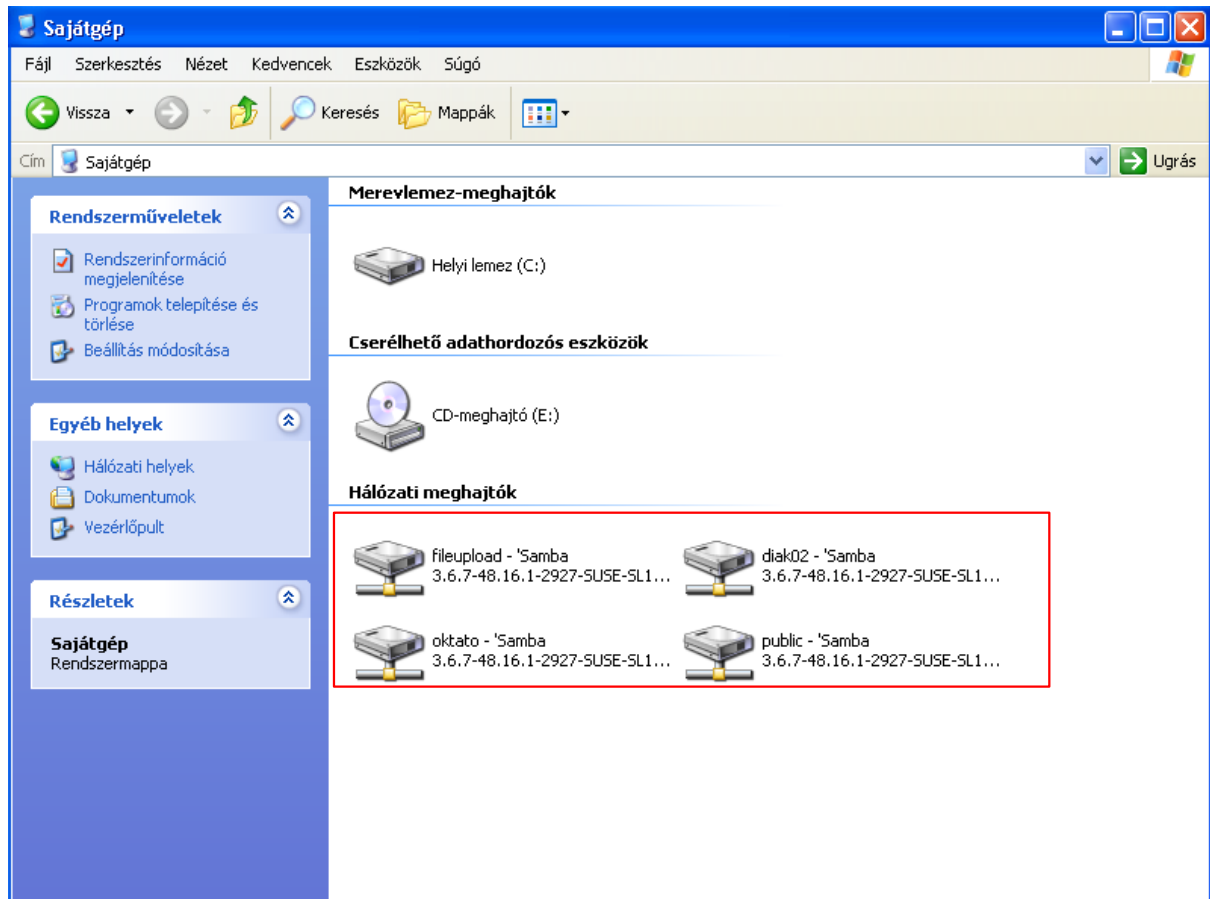 Sajátgép
Fájl Szerkesztés Nézet Kedvencek Eszközök Súgó
Vissza Keresés Mappák
Cím Sajátgép Ugrás
Rendszerműveletek
Rendszerinformáció
megjelenítése
Programok telepítése és
törlése
Beállítás módosítása
Egyéb helyek
Hálózati helyek
Dokumentumok
Vezérlőpult
Részletek
Sajátgép
Rendszermappa
Merevlemez-meghajtók
Helyi lemez (C:)
Cserélhető adathordozós eszközök
CD-meghajtó (E:)
Hálózati meghajtók
fileupload - 'Samba
3.6.7-48.16.1-2927-SUSE-SL1...
diak02 - 'Samba
3.6.7-48.16.1-2927-SUSE-SL1...
oktato - 'Samba
3.6.7-48.16.1-2927-SUSE-SL1...
public - 'Samba
3.6.7-48.16.1-2927-SUSE-SL1...